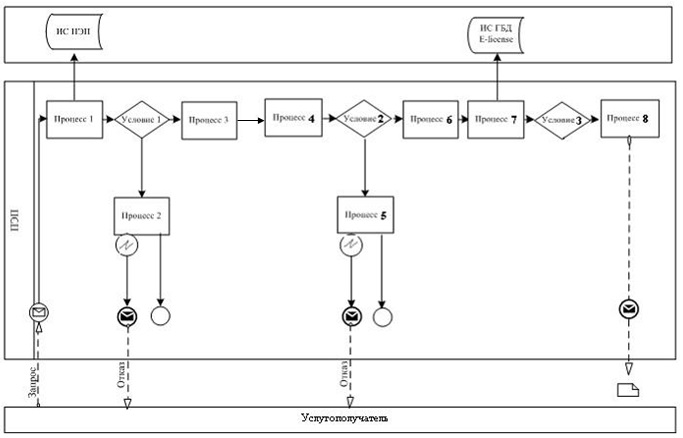 ИС ПЭП
ИС ГБД
E-license
Процесс 1
Условие 1
Процесс 3
Процесс 4
Условие 2
Процесс 6
Процесс 7
Условие 3
Процесс 8
Процесс 2
Процесс 5
ПСП
Запрос
Отказ
Отказ
Услугополучатель